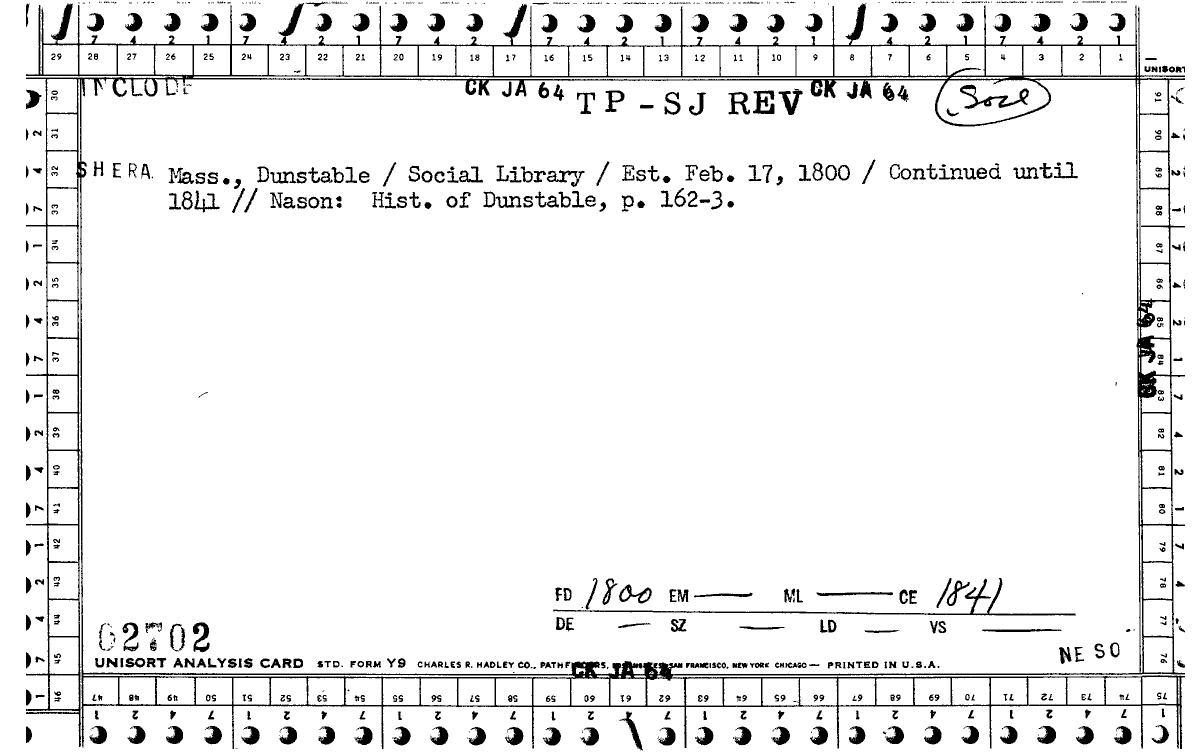 7 4 2 1 7 4 2 1 7 4 2 1 7 4 2 1 7 4 2 1 7 4 2 1 7 4 2 1
29 28 27 26 25 24 23 22 21 20 19 18 17 16 15 14 13 12 11 10 9 8 7 6 5 4 3 2 1
UNISORT
INCLUDE CK JA 64 TP-SJ REV CK JA 64 Socl
SHERA Mass., Dunstable / Social Library / Est. Feb. 17, 1800 / Continued until
1841 // Nason: Hist. of Dunstable, p. 162-3.
30 31 32 33 34 35 36 37 38 39 40 41 42 43 44 45 46
91 90 89 88 87 86 85 84 83 82 81 80 79 78 77 76
CK JA 64
FD 1800 EM — ML — CE 1841
DE — SZ — LD — VS —
02702
NE SO
UNISORT ANALYSIS CARD STD. FORM Y9 CHARLES R. HADLEY CO., SAN FRANCISCO, NEW YORK CHICAGO — PRINTED IN U.S.A.
CK JA 64
47 48 49 50 51 52 53 54 55 56 57 58 59 60 61 62 63 64 65 66 67 68 69 70 71 72 73 74 75
1 2 4 7 1 2 4 7 1 2 4 7 1 2 4 7 1 2 4 7 1 2 4 7 1 2 4 7 1